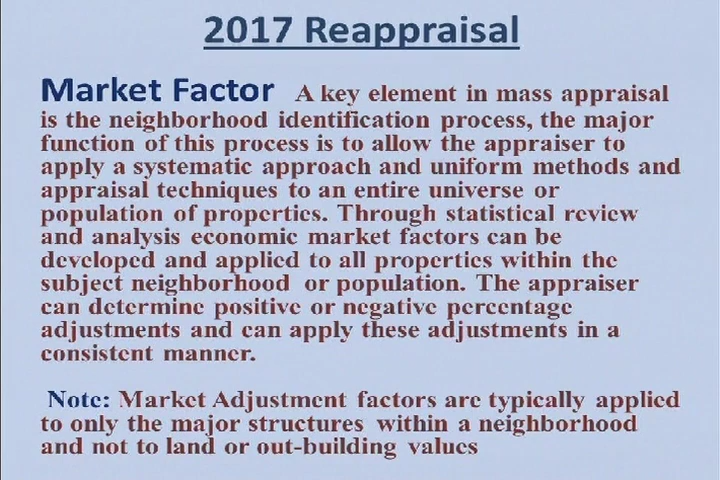 2017 Reappraisal
Market Factor A key element in mass appraisal
is the neighborhood identification process, the major
function of this process is to allow the appraiser to
apply a systematic approach and uniform methods and
appraisal techniques to an entire universe or
population of properties. Through statistical review
and analysis economic market factors can be
developed and applied to all properties within the
subject neighborhood or population. The appraiser
can determine positive or negative percentage
adjustments and can apply these adjustments in a
consistent manner.
Note: Market Adjustment factors are typically applied
to only the major structures within a neighborhood
and not to land or out-building values